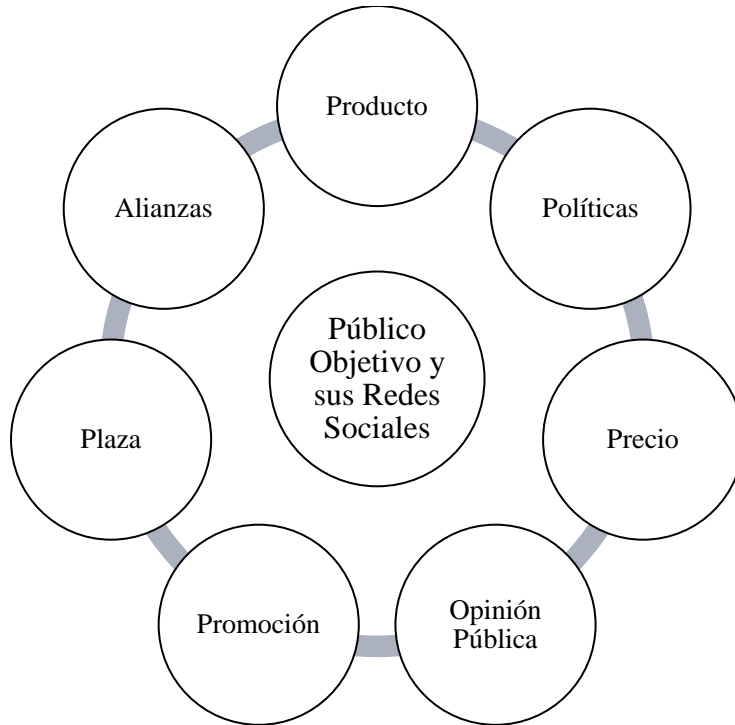 Producto
Políticas
Precio
Opinión
Pública
Promoción
Plaza
Alianzas
Público
Objetivo y
sus Redes
Sociales